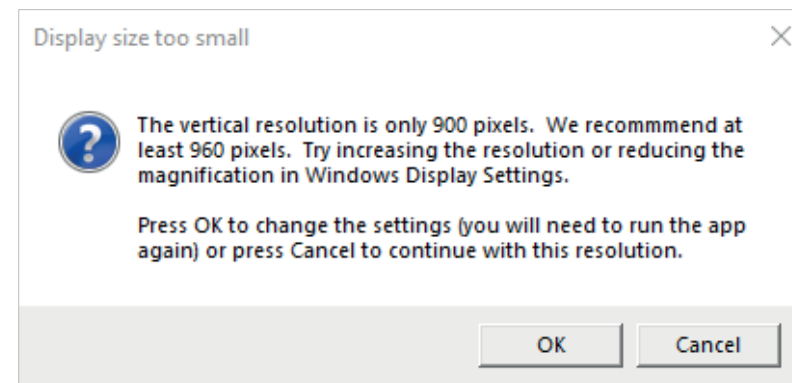 Display size too small
The vertical resolution is only 900 pixels.  We recommmend at
least 960 pixels.  Try increasing the resolution or reducing the
magnification in Windows Display Settings.
Press OK to change the settings (you will need to run the app
again) or press Cancel to continue with this resolution.
OK
Cancel